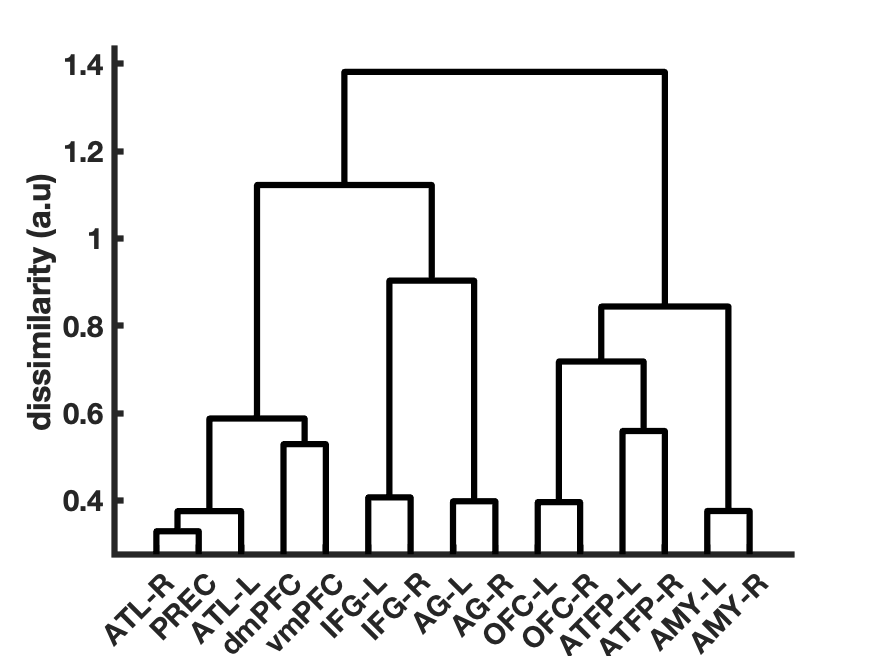 dissimilarity (a.u)
1.4
1.2
1
0.8
0.6
0.4
ATL-R
PREC
ATL-L
dmPFC
vmPFC
IFG-L
IFG-R
AG-L
AG-R
OFC-L
OFC-R
ATFP-L
ATFP-R
AMY-L
AMY-R